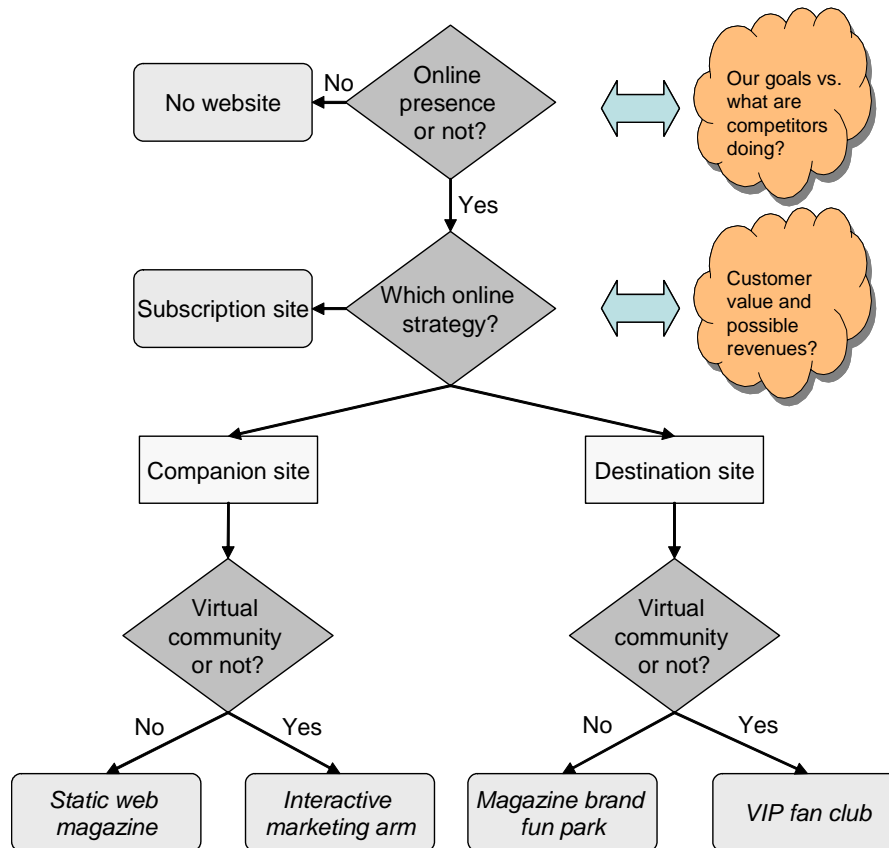 No
Online
presence
or not?
No website
Our goals vs.
what are
competitors
doing?
Yes
Subscription site
Which online
strategy?
Customer
value and
possible
revenues?
Companion site
Destination site
Virtual
community
or not?
Virtual
community
or not?
No
Yes
No
Yes
Static web
magazine
Interactive
marketing arm
Magazine brand
fun park
VIP fan club